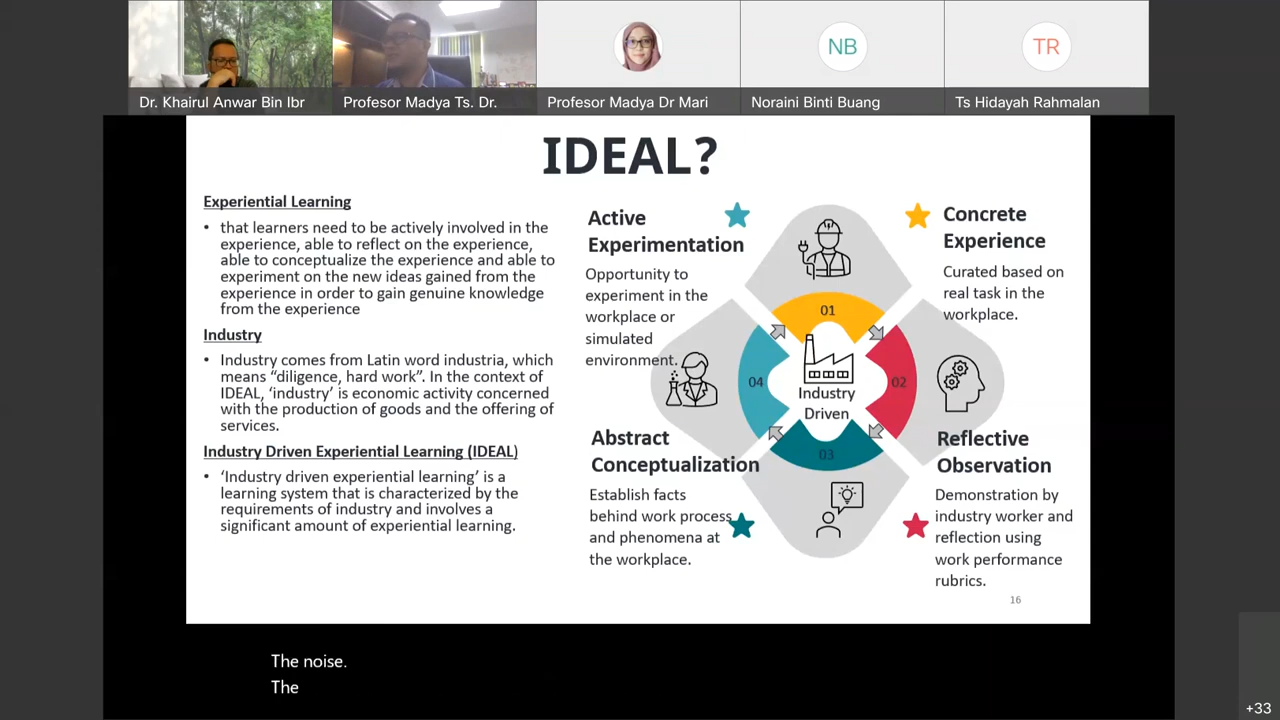 NB
TR
Dr. Khairul Anwar Bin Ibr
Profesor Madya Ts. Dr.
Profesor Madya Dr Mari
Noraini Binti Buang
Ts Hidayah Rahmalan
IDEAL?
Experiential Learning
• that learners need to be actively involved in the
experience, able to reflect on the experience,
able to conceptualize the experience and able to
experiment on the new ideas gained from the
experience in order to gain genuine knowledge
from the experience
Industry
• Industry comes from Latin word industria, which
means “diligence, hard work”. In the context of
IDEAL, ‘industry’ is economic activity concerned
with the production of goods and the offering of
services.
Industry Driven Experiential Learning (IDEAL)
• ‘Industry driven experiential learning’ is a
learning system that is characterized by the
requirements of industry and involves a
significant amount of experiential learning.
Active
Experimentation
Opportunity to
experiment in the
workplace or
simulated
environment.
Concrete
Experience
Curated based on
real task in the
workplace.
01
02
03
04
Industry
Driven
Abstract
Conceptualization
Establish facts
behind work process
and phenomena at
the workplace.
Reflective
Observation
Demonstration by
industry worker and
reflection using
work performance
rubrics.
16
The noise.
The
+33